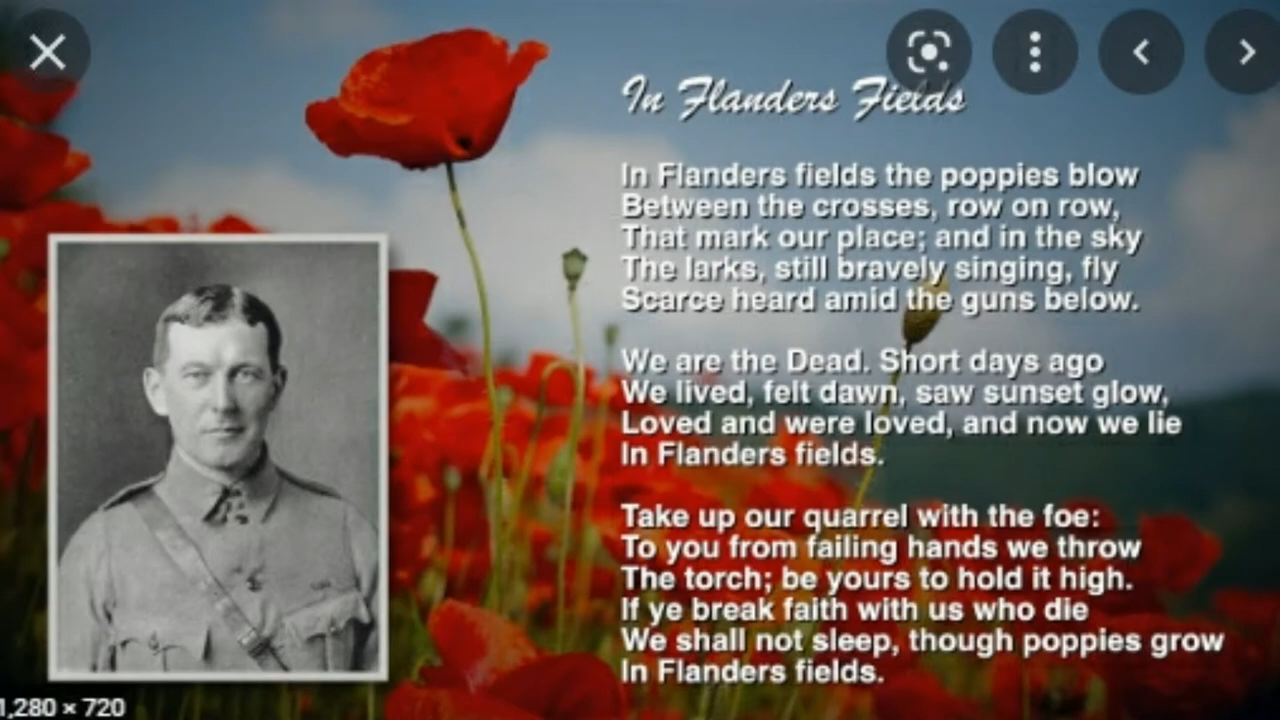 In Flanders Fields
In Flanders fields the poppies blow
Between the crosses, row on row,
That mark our place; and in the sky
The larks, still bravely singing, fly
Scarce heard amid the guns below.
We are the Dead. Short days ago
We lived, felt dawn, saw sunset glow,
Loved and were loved, and now we lie
In Flanders fields.
Take up our quarrel with the foe:
To you from failing hands we throw
The torch; be yours to hold it high.
If ye break faith with us who die
We shall not sleep, though poppies grow
In Flanders fields.
1,280 × 720